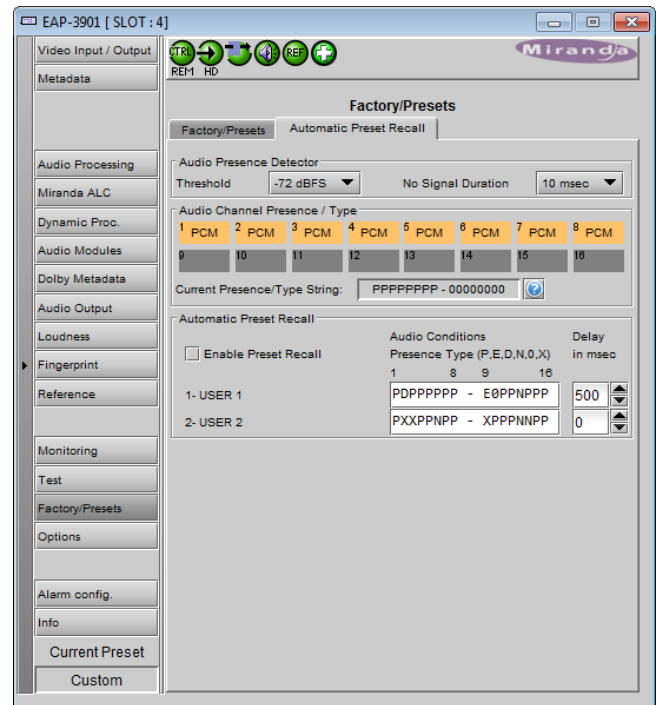 EAP-3901 [ SLOT : 4]
Video Input / Output
Metadata
Audio Processing
Miranda ALC
Dynamic Proc.
Audio Modules
Dolby Metadata
Audio Output
Loudness
Fingerprint
Reference
Monitoring
Test
Factory/Presets
Options
Alarm config.
Info
Current Preset
Custom
CTRL REF
REM HD
Miranda
Factory/Presets
Factory/Presets Automatic Preset Recall
Audio Presence Detector
Threshold -72 dBFS No Signal Duration 10 msec
Audio Channel Presence / Type
1 PCM 2 PCM 3 PCM 4 PCM 5 PCM 6 PCM 7 PCM 8 PCM
9 10 11 12 13 14 15 16
Current Presence/Type String: PPPPPPPP - 00000000 ?
Automatic Preset Recall
Audio Conditions Delay
Enable Preset Recall Presence Type (P,E,D,N,0,X) in msec
1 8 9 16
1- USER 1 PDPPPPPP - E0PPNPPP 500
2- USER 2 PXXPPNPP - XPPPNNPP 0